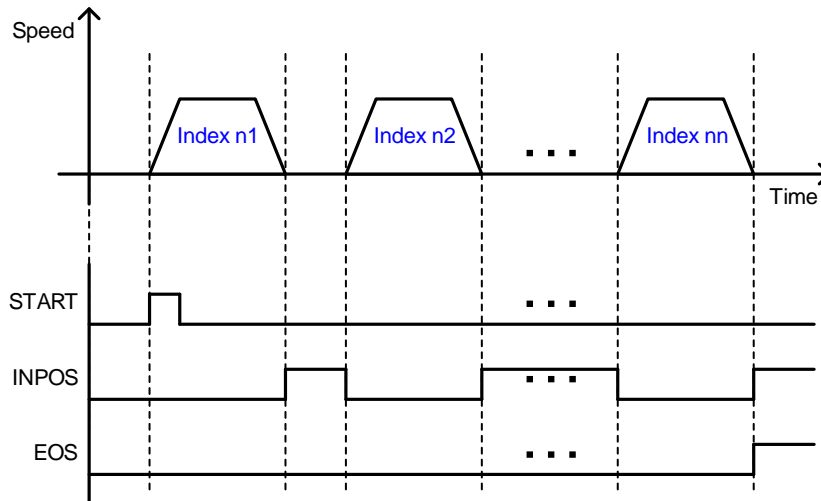 Speed
Index n1
Index n2
Index nn
Time
START
INPOS
EOS